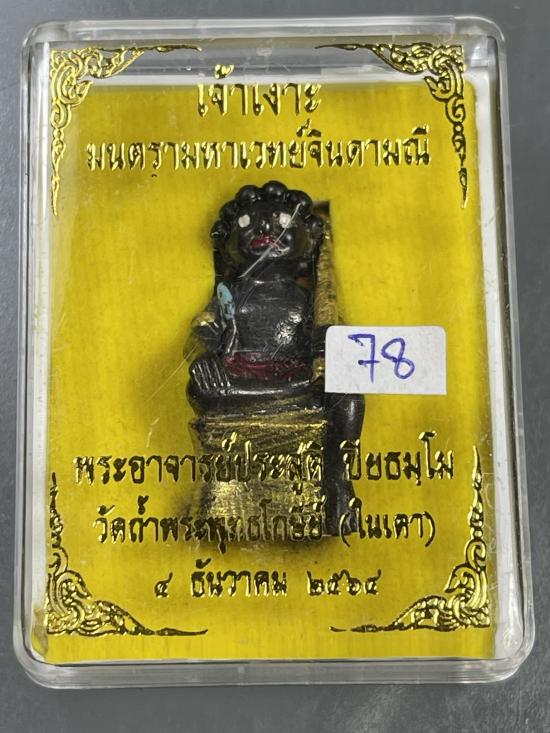 เจ้าเงาะ
มนตรามหาเวทย์จินดามณี
78
พระอาจารย์ประสูติ ปิยธมฺโม
วัดถ้ำพระพุทธโกษีย์ (ในเตา)
๔ ธันวาคม ๒๕๖๔